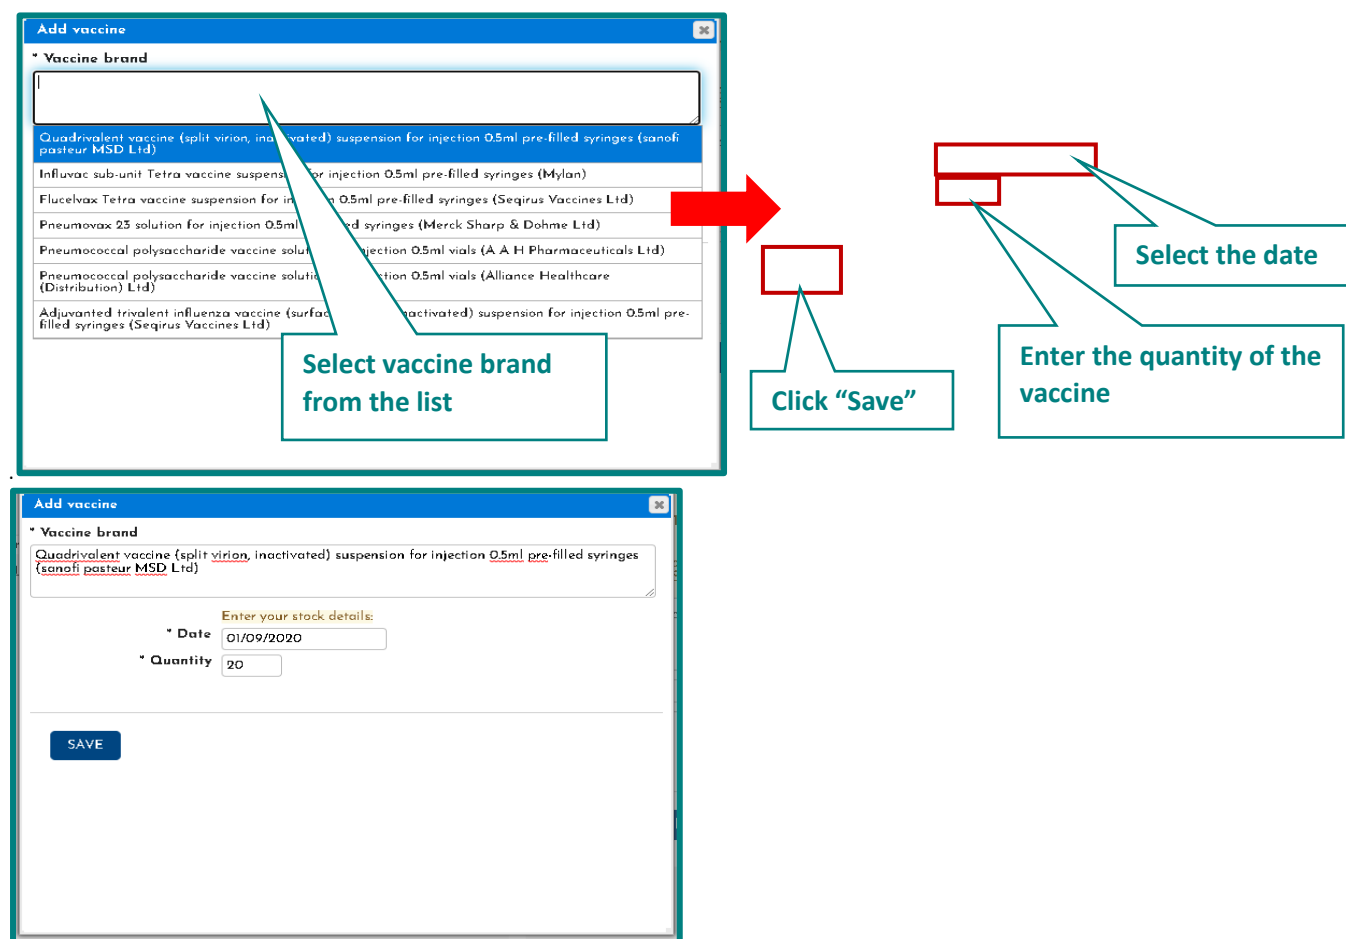 Add vaccine
* Vaccine brand
Quadrivalent vaccine (split virion, inactivated) suspension for injection 0.5ml pre-filled syringes (sanofi
pasteur MSD Ltd)
Influvac sub-unit Tetra vaccine suspens for injection 0.5ml pre-filled syringes (Mylan)
Flucelvax Tetra vaccine suspension for in n 0.5ml pre-filled syringes (Seqirus Vaccines Ltd)
Pneumovax 23 solution for injection 0.5ml d syringes (Merck Sharp & Dohme Ltd)
Pneumococcal polysaccharide vaccine solut jection 0.5ml vials (A A H Pharmaceuticals Ltd)
Pneumococcal polysaccharide vaccine soluti ction 0.5ml vials (Alliance Healthcare
(Distribution) Ltd)
Adjuvanted trivalent influenza vaccine (surfac nactivated) suspension for injection 0.5ml pre-
filled syringes (Seqirus Vaccines Ltd)
Select vaccine brand
from the list
Select the date
Enter the quantity of the
vaccine
Click “Save”
.
Add vaccine
* Vaccine brand
Quadrivalent vaccine (split virion, inactivated) suspension for injection 0.5ml pre-filled syringes
(sanofi pasteur MSD Ltd)
Enter your stock details:
* Date 01/09/2020
* Quantity 20
SAVE